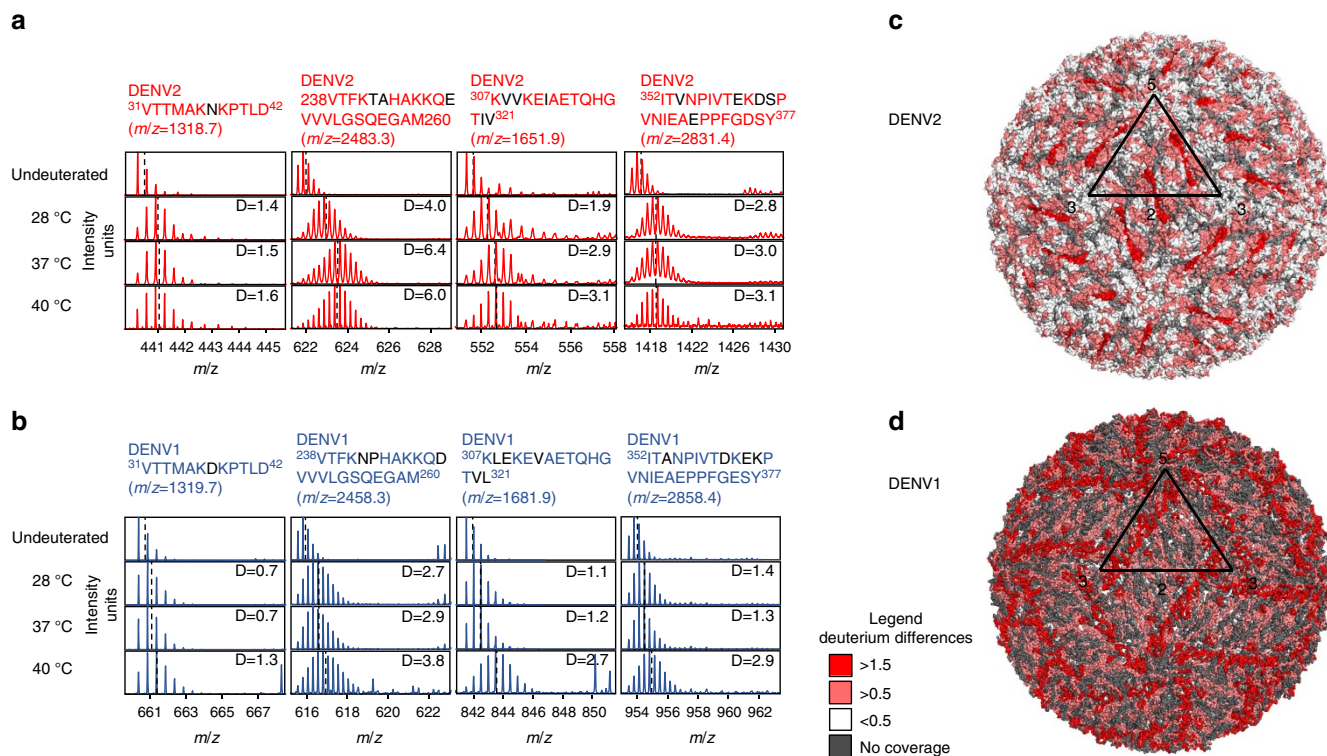 a
DENV2
³¹VTTMAKNKPTLD⁴²
(m/z=1318.7)
DENV2
238VTFKTAHAKKQE
VVVLGSQEGAM260
(m/z=2483.3)
DENV2
³⁰⁷KVVKEIAETQHG
TIV³²¹
(m/z=1651.9)
DENV2
³⁵²ITVNPIVTEKDSP
VNIEAEPPFGDSY³⁷⁷
(m/z=2831.4)
Undeuterated
28 °C
D=1.4
D=4.0
D=1.9
D=2.8
37 °C
D=1.5
D=6.4
D=2.9
D=3.0
40 °C
D=1.6
D=6.0
D=3.1
D=3.1
Intensity
units
441 442 443 444 445
622 624 626 628
552 554 556 558
1418 1422 1426 1430
m/z
m/z
m/z
m/z
b
DENV1
³¹VTTMAKDKPTLD⁴²
(m/z=1319.7)
DENV1
²³⁸VTFKNPHAKKQD
VVVLGSQEGAM²⁶⁰
(m/z=2458.3)
DENV1
³⁰⁷KLEKEVAETQHG
TVL³²¹
(m/z=1681.9)
DENV1
³⁵²ITANPIVTDKEKP
VNIEAEPPFGESY³⁷⁷
(m/z=2858.4)
Undeuterated
28 °C
D=0.7
D=2.7
D=1.1
D=1.4
37 °C
D=0.7
D=2.9
D=1.2
D=1.3
40 °C
D=1.3
D=3.8
D=2.7
D=2.9
Intensity
units
661 663 665 667
616 618 620 622
842 844 846 848 850
954 956 958 960 962
m/z
m/z
m/z
m/z
c
DENV2
5
3
2
3
d
DENV1
5
3
2
3
Legend
deuterium differences
>1.5
>0.5
<0.5
No coverage